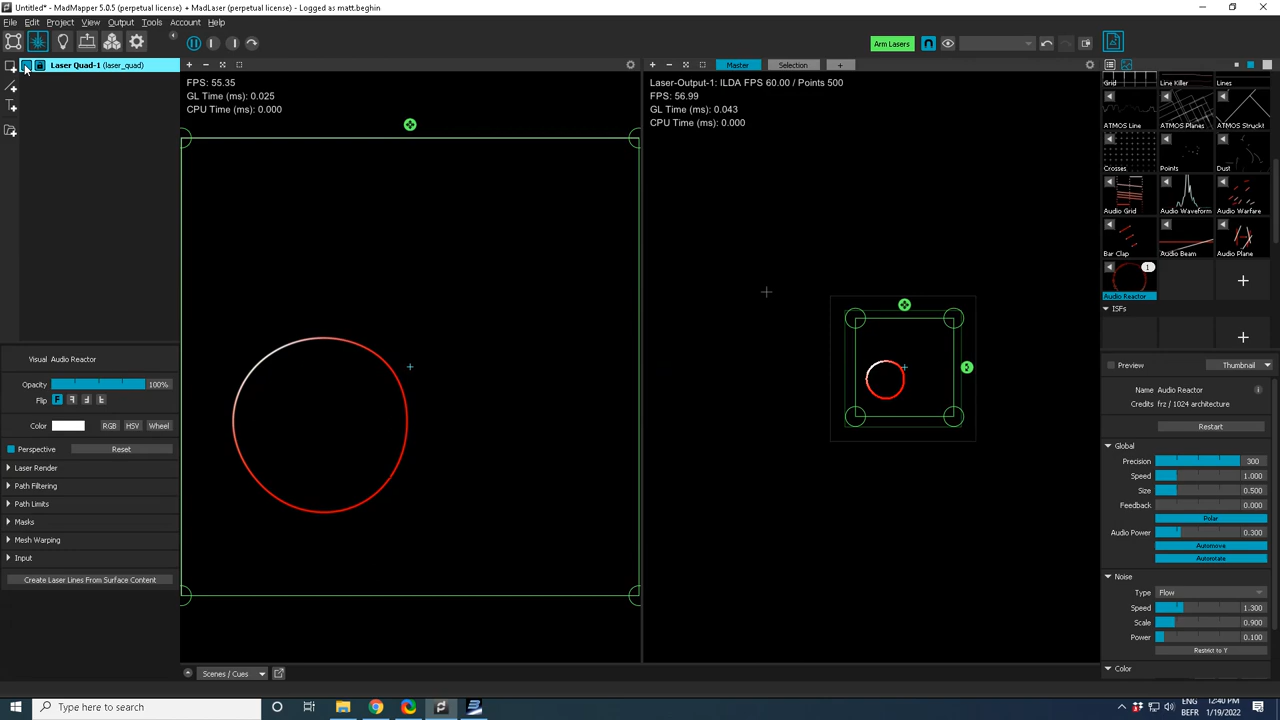 Untitled* - MadMapper 5.0.5 (perpetual license) + MadLaser (perpetual license) - Logged as matt.beghin
File Edit Project View Output Tools Account Help
Arm Lasers
Laser Quad-1 (laser_quad)
Master Selection +
FPS: 55.35
GL Time (ms): 0.025
CPU Time (ms): 0.000
Laser-Output-1: ILDA FPS 60.00 / Points 500
FPS: 56.99
GL Time (ms): 0.043
CPU Time (ms): 0.000
Grid Line Killer Lines
ATMOS Line ATMOS Planes ATMOS Struckt
Crosses Points Dust
Audio Grid Audio Waveform Audio Warfare
Bar Clap Audio Beam Audio Plane
1
Audio Reactor
ISFs
Visual Audio Reactor
Opacity 100%
Flip F
Color RGB HSV Wheel
Perspective Reset
Laser Render
Path Filtering
Path Limits
Masks
Mesh Warping
Input
Create Laser Lines From Surface Content
Preview Thumbnail
Name Audio Reactor
Credits frz / 1024 architecture
Restart
Global
Precision 300
Speed 1.000
Size 0.500
Feedback 0.000
Polar
Audio Power 0.300
Automove
Autorotate
Noise
Type Flow
Speed 1.300
Scale 0.900
Power 0.100
Restrict to Y
Color
Scenes / Cues
Type here to search
ENG
BEFR
12:40 PM
1/19/2022